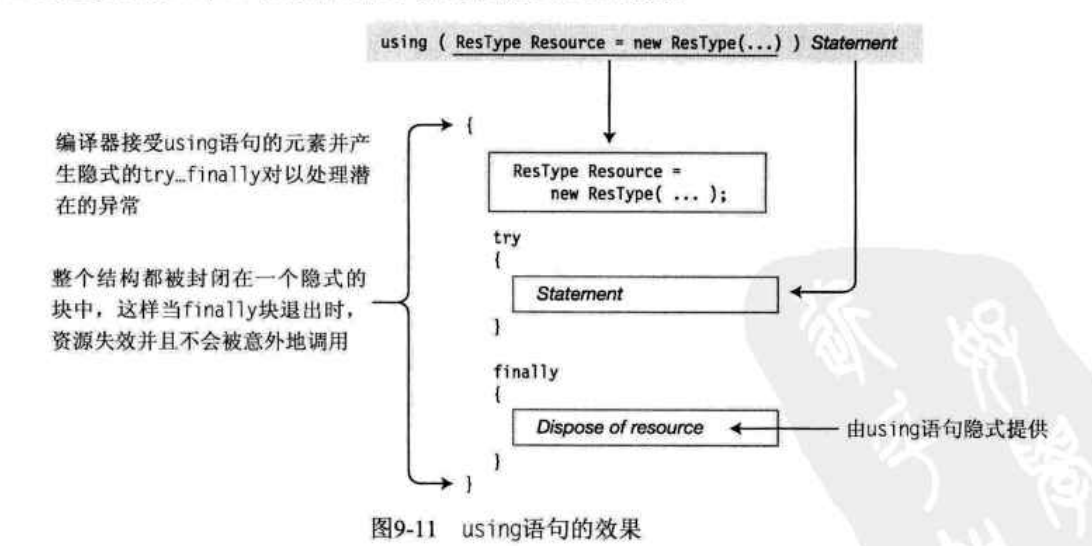 using ( ResType Resource = new ResType(...) ) Statement
编译器接受using语句的元素并产
生隐式的try…finally对以处理潜
在的异常
整个结构都被封闭在一个隐式的
块中，这样当finally块退出时，
资源失效并且不会被意外地调用
{
ResType Resource =
new ResType( ... );
try
{
Statement
}
finally
{
Dispose of resource
由using语句隐式提供
}
}
图9-11 using语句的效果